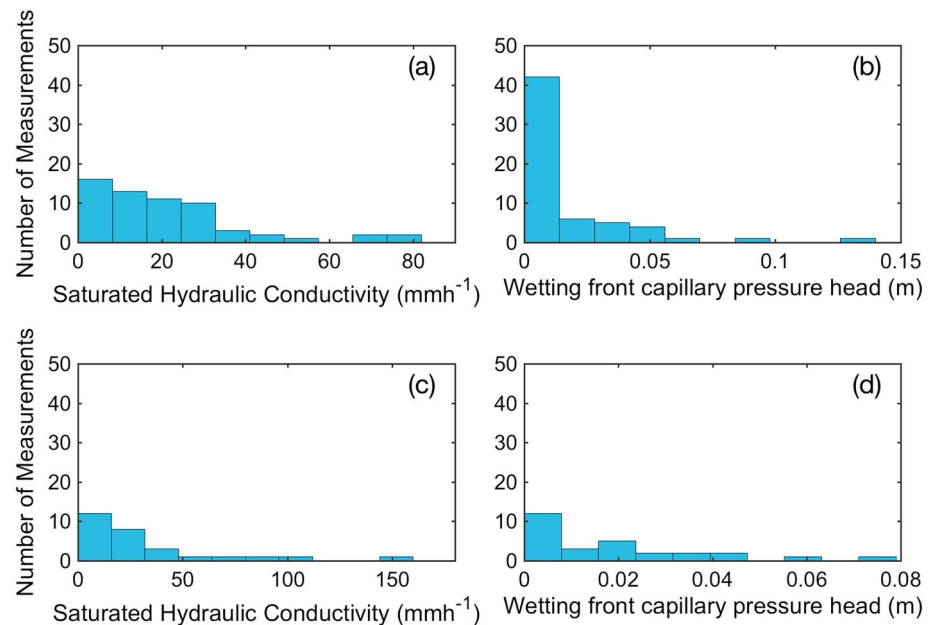 50
40
30
20
10
0
Number of Measurements
(a)
0 20 40 60 80
Saturated Hydraulic Conductivity (mmh⁻¹)
50
40
30
20
10
0
(b)
0 0.05 0.1 0.15
Wetting front capillary pressure head (m)
50
40
30
20
10
0
Number of Measurements
(c)
0 50 100 150
Saturated Hydraulic Conductivity (mmh⁻¹)
50
40
30
20
10
0
(d)
0 0.02 0.04 0.06 0.08
Wetting front capillary pressure head (m)